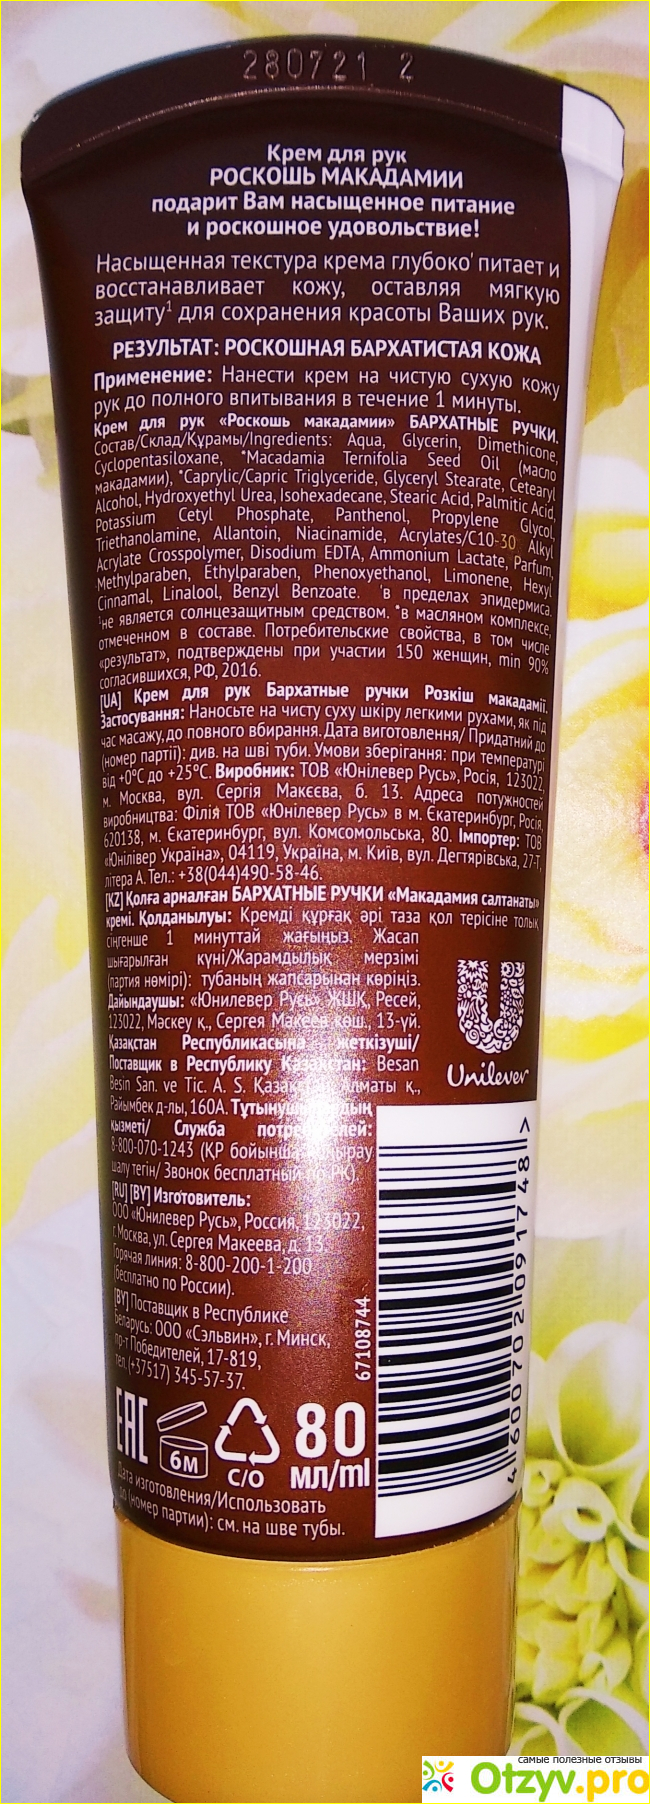 280721 2
Крем для рук
РОСКОШЬ МАКАДАМИИ
подарит Вам насыщенное питание
и роскошное удовольствие!
Насыщенная текстура крема глубоко' питает и
восстанавливает кожу, оставляя мягкую
защиту¹ для сохранения красоты Ваших рук.
РЕЗУЛЬТАТ: РОСКОШНАЯ БАРХАТИСТАЯ КОЖА
Применение: Нанести крем на чистую сухую кожу
рук до полного впитывания в течение 1 минуты.
Крем для рук «Роскошь макадамии» БАРХАТНЫЕ РУЧКИ.
Состав/Склад/Құрамы/Ingredients: Aqua, Glycerin, Dimethicone,
Cyclopentasiloxane, *Macadamia Ternifolia Seed Oil (масло
макадамии), *Caprylic/Capric Triglyceride, Glyceryl Stearate, Cetearyl
Alcohol, Hydroxyethyl Urea, Isohexadecane, Stearic Acid, Palmitic Acid,
Potassium Cetyl Phosphate, Panthenol, Propylene Glycol,
Triethanolamine, Allantoin, Niacinamide, Acrylates/C10-30 Alkyl
Acrylate Crosspolymer, Disodium EDTA, Ammonium Lactate, Parfum,
Methylparaben, Ethylparaben, Phenoxyethanol, Limonene, Hexyl
Cinnamal, Linalool, Benzyl Benzoate. 'в пределах эпидермиса.
¹не является солнцезащитным средством. *в масляном комплексе,
отмеченном в составе. Потребительские свойства, в том числе
«результат», подтверждены при участии 150 женщин, min 90%
согласившихся, РФ, 2016.
[UA] Крем для рук Бархатные ручки Розкіш макадамії.
Застосування: Наносьте на чисту суху шкіру легкими рухами, як під
час масажу, до повного вбирання. Дата виготовлення/ Придатний до
(номер партії): див. на шві туби. Умови зберігання: при температурі
від +0°С до +25°С. Виробник: ТОВ «Юнілевер Русь», Росія, 123022,
м. Москва, вул. Сергія Макєєва, б. 13. Адреса потужностей
виробництва: Філія ТОВ «Юнілевер Русь» в м. Єкатеринбург, Росія,
620138, м. Єкатеринбург, вул. Комсомольська, 80. Імпортер: ТОВ
«Юнілівер Україна», 04119, Україна, м. Київ, вул. Дегтярівська, 27-Т,
літера А. Тел.: +38(044)490-58-46.
[KZ] Қолға арналған БАРХАТНЫЕ РУЧКИ «Макадамия салтанаты»
кремі. Қолданылуы: Кремді құрғақ әрі таза қол терісіне толық
сіңгенше 1 минуттай жағыңыз. Жасап
шығарылған күні/Жарамдылық мерзімі
(партия нөмірі): тубаның жапсарынан көріңіз.
Дайындаушы: «Юнилевер Русь» ЖШҚ, Ресей,
123022, Мәскеу қ., Сергея Макеев көш., 13-үй.
Қазақстан Республикасына жеткізуші/
Поставщик в Республику Казахстан: Besan
Besin San. ve Tic. A. S. Қазақстан, Алматы қ.,
Райымбек д-лы, 160А. Тұтынушылардың
қызметі/ Служба потребителей:
8-800-070-1243 (ҚР бойынша қоңырау
шалу тегін/ Звонок бесплатный по РК).
[RU] [BY] Изготовитель:
ООО «Юнилевер Русь», Россия, 123022,
г. Москва, ул. Сергея Макеева, д. 13.
Горячая линия: 8-800-200-1-200
(бесплатно по России).
[BY] Поставщик в Республике
Беларусь: ООО «Сэльвин», г. Минск,
пр-т Победителей, 17-819,
тел. (+37517) 345-57-37.
Unilever
67108744
4 600702 091748 >
ЕАС
6м
C/O
80
мл/ml
Дата изготовления/Использовать
до (номер партии): см. на шве тубы.
самые полезные отзывы
Otzyv.pro